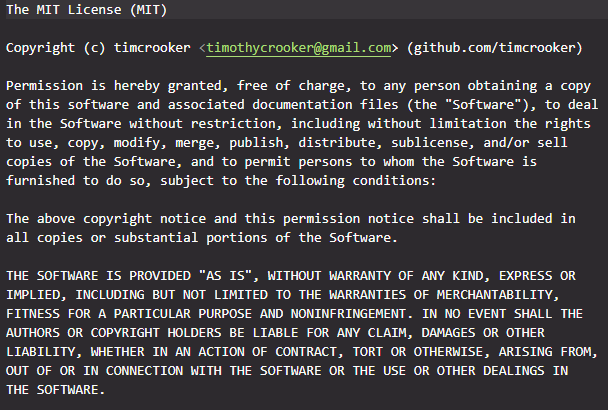 The MIT License (MIT)
Copyright (c) timcrooker <timothycrooker@gmail.com> (github.com/timcrooker)
Permission is hereby granted, free of charge, to any person obtaining a copy
of this software and associated documentation files (the "Software"), to deal
in the Software without restriction, including without limitation the rights
to use, copy, modify, merge, publish, distribute, sublicense, and/or sell
copies of the Software, and to permit persons to whom the Software is
furnished to do so, subject to the following conditions:
The above copyright notice and this permission notice shall be included in
all copies or substantial portions of the Software.
THE SOFTWARE IS PROVIDED "AS IS", WITHOUT WARRANTY OF ANY KIND, EXPRESS OR
IMPLIED, INCLUDING BUT NOT LIMITED TO THE WARRANTIES OF MERCHANTABILITY,
FITNESS FOR A PARTICULAR PURPOSE AND NONINFRINGEMENT. IN NO EVENT SHALL THE
AUTHORS OR COPYRIGHT HOLDERS BE LIABLE FOR ANY CLAIM, DAMAGES OR OTHER
LIABILITY, WHETHER IN AN ACTION OF CONTRACT, TORT OR OTHERWISE, ARISING FROM,
OUT OF OR IN CONNECTION WITH THE SOFTWARE OR THE USE OR OTHER DEALINGS IN
THE SOFTWARE.